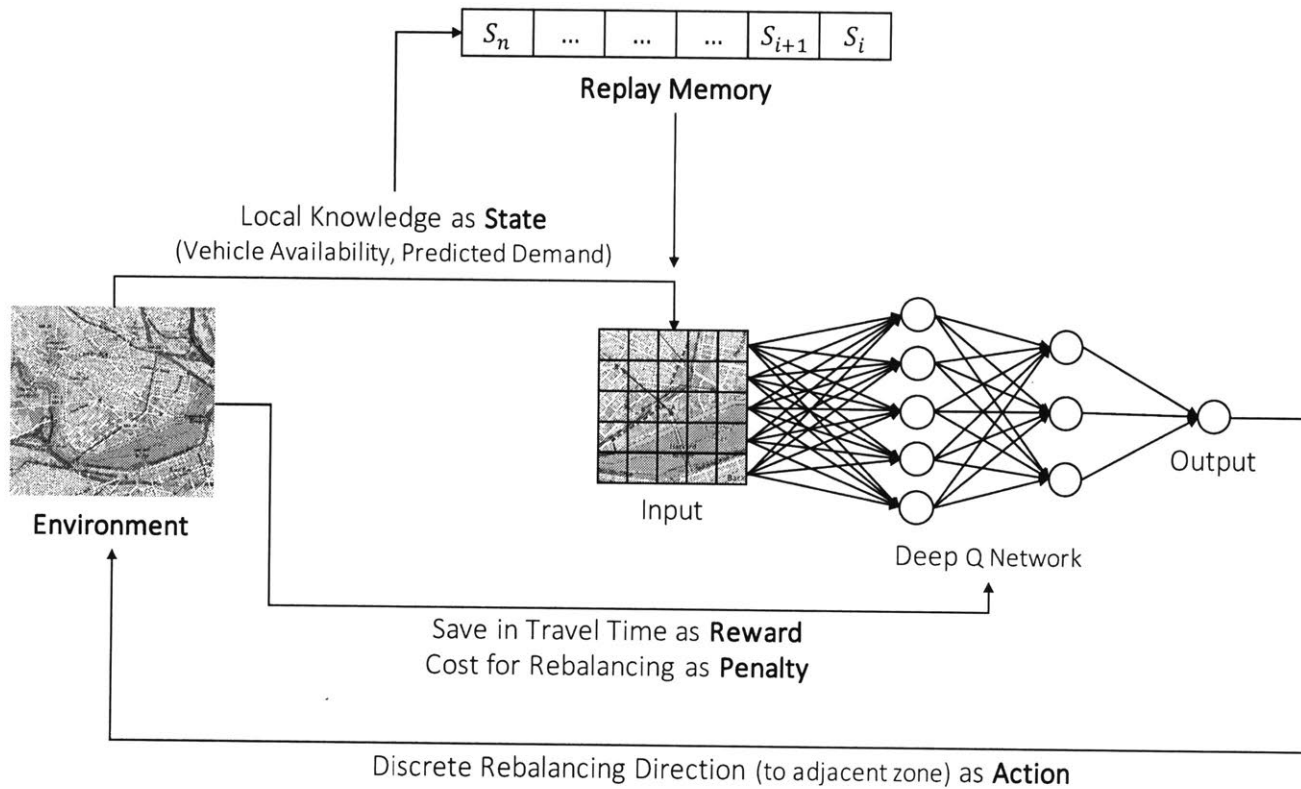 S_n ... ... ... S_{i+1} S_i
Replay Memory
Local Knowledge as State
(Vehicle Availability, Predicted Demand)
Environment
Input
Output
Deep Q Network
Save in Travel Time as Reward
Cost for Rebalancing as Penalty
Discrete Rebalancing Direction (to adjacent zone) as Action